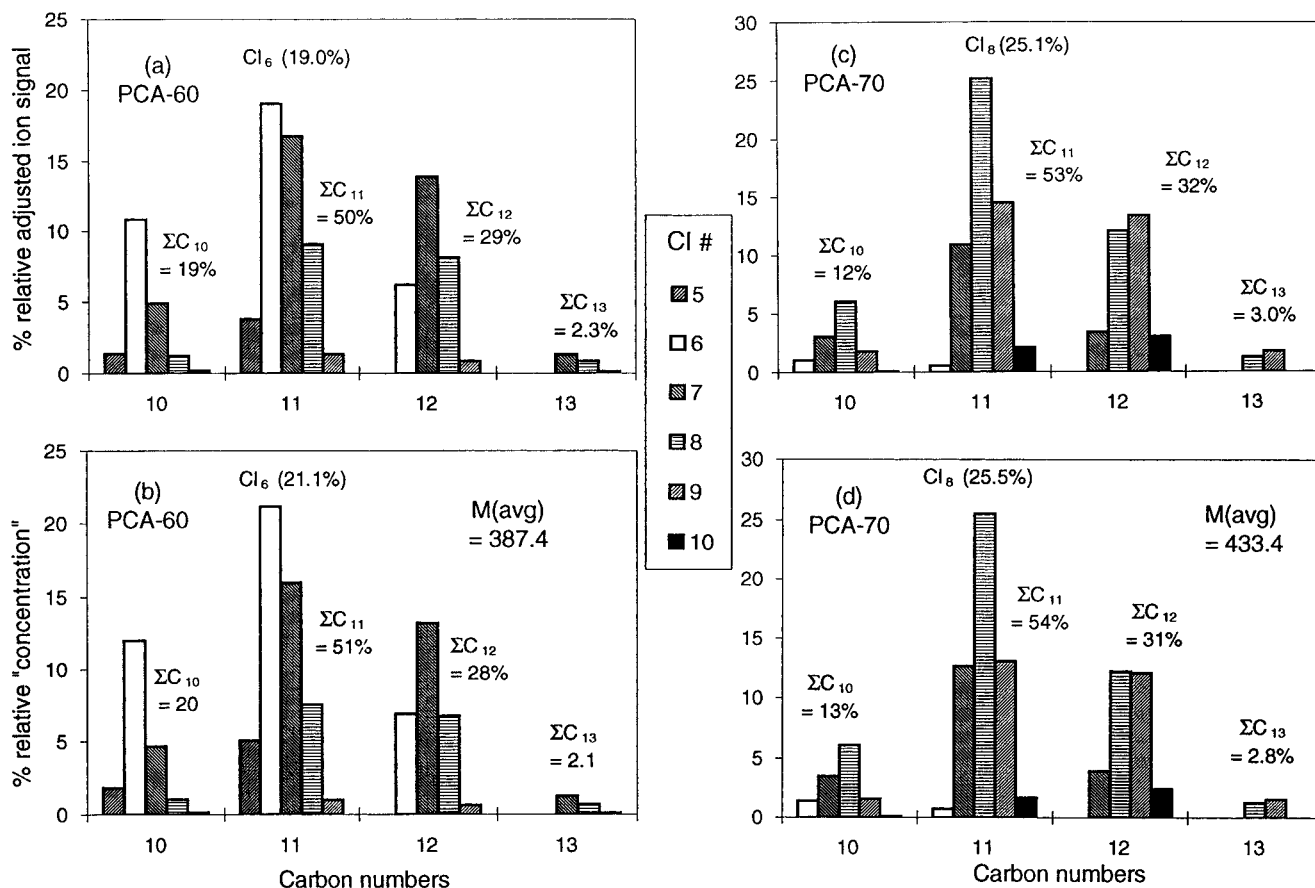 % relative adjusted ion signal
25
20
15
10
5
0
(a)
PCA-60
Cl6 (19.0%)
ΣC10
= 19%
ΣC11
= 50%
ΣC12
= 29%
ΣC13
= 2.3%
10 11 12 13
% relative "concentration"
25
20
15
10
5
0
(b)
PCA-60
Cl6 (21.1%)
M(avg)
= 387.4
ΣC10
= 20
ΣC11
= 51%
ΣC12
= 28%
ΣC13
= 2.1
10 11 12 13
Carbon numbers
Cl #
5
6
7
8
9
10
30
25
20
15
10
5
0
(c)
PCA-70
Cl8 (25.1%)
ΣC10
= 12%
ΣC11
= 53%
ΣC12
= 32%
ΣC13
= 3.0%
10 11 12 13
30
25
20
15
10
5
0
(d)
PCA-70
Cl8 (25.5%)
M(avg)
= 433.4
ΣC10
= 13%
ΣC11
= 54%
ΣC12
= 31%
ΣC13
= 2.8%
10 11 12 13
Carbon numbers